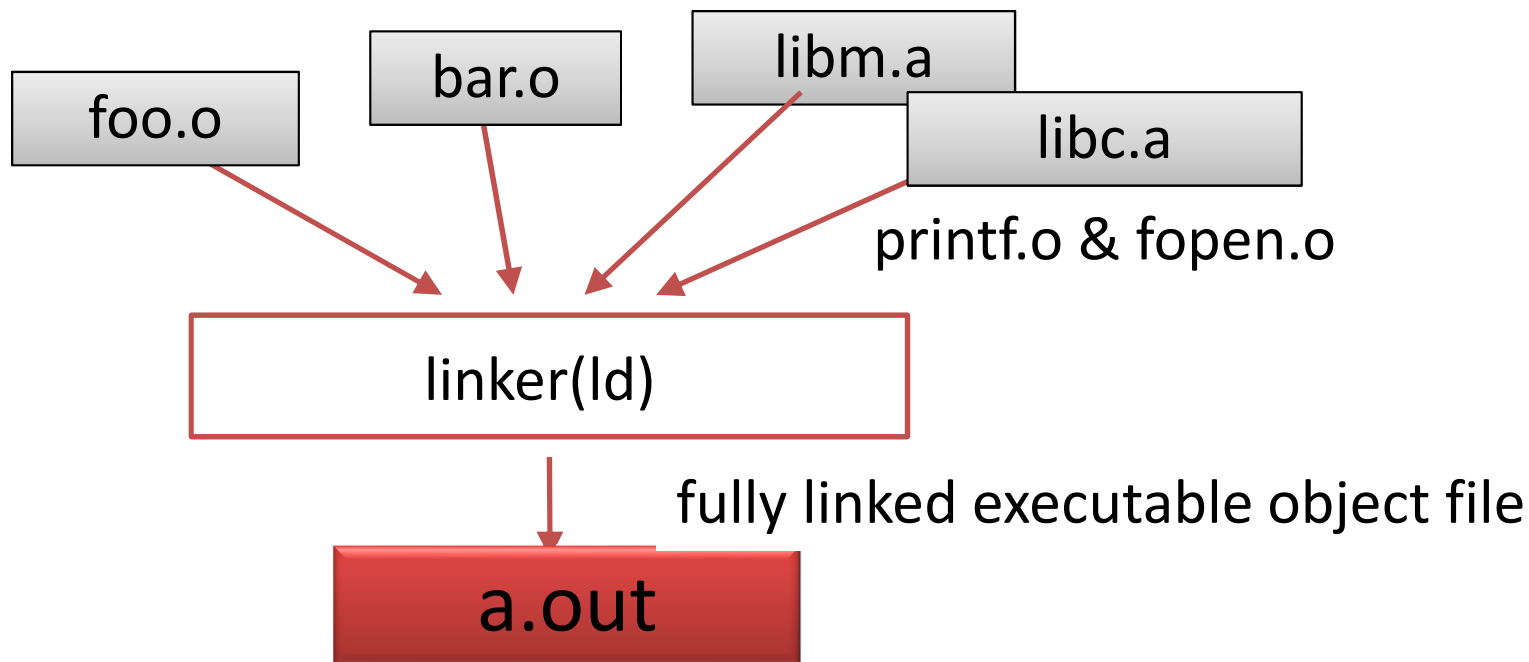 foo.o
bar.o
libm.a
libc.a
printf.o & fopen.o
linker(ld)
fully linked executable object file
a.out